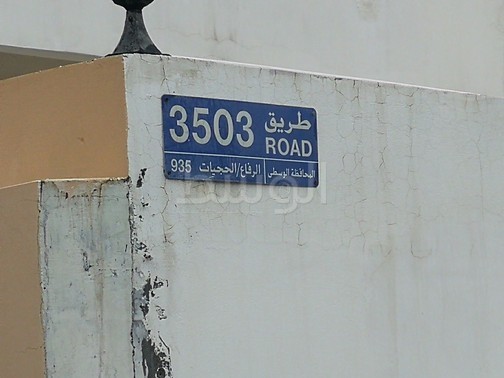 3503 طريق
ROAD
المحافظة الوسطى
الرفاع/الحجيات 935
الوسط